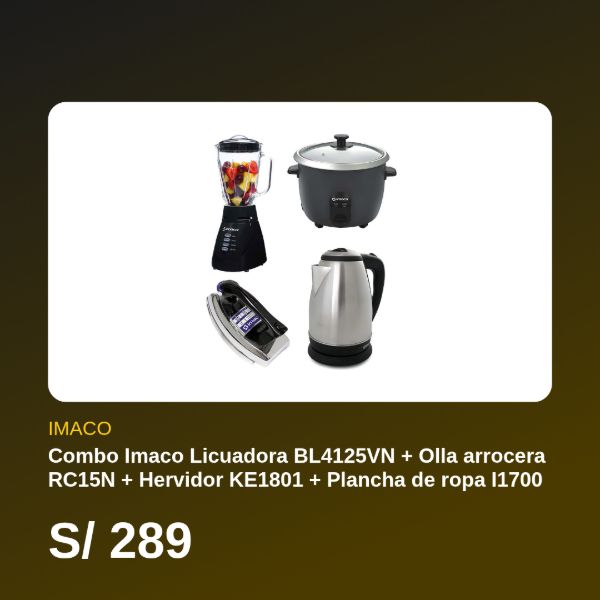 IMACO
Combo Imaco Licuadora BL4125VN + Olla arrocera
RC15N + Hervidor KE1801 + Plancha de ropa I1700
S/ 289